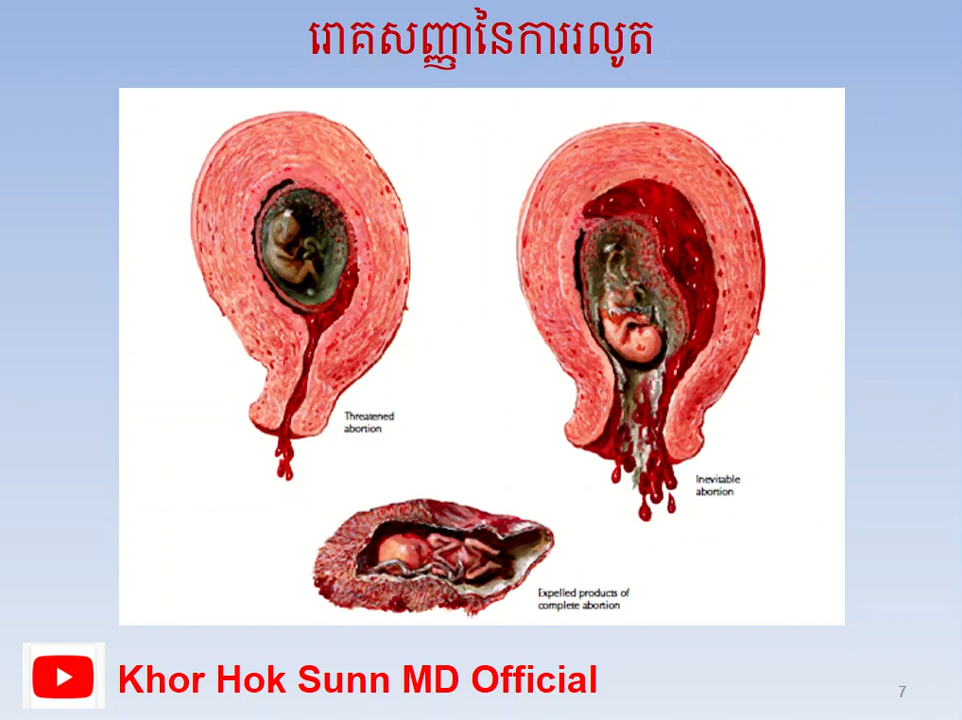 រោគសញ្ញានៃការរលូត
Threatened
abortion
Inevitable
abortion
Expelled products of
complete abortion
Khor Hok Sunn MD Official
7